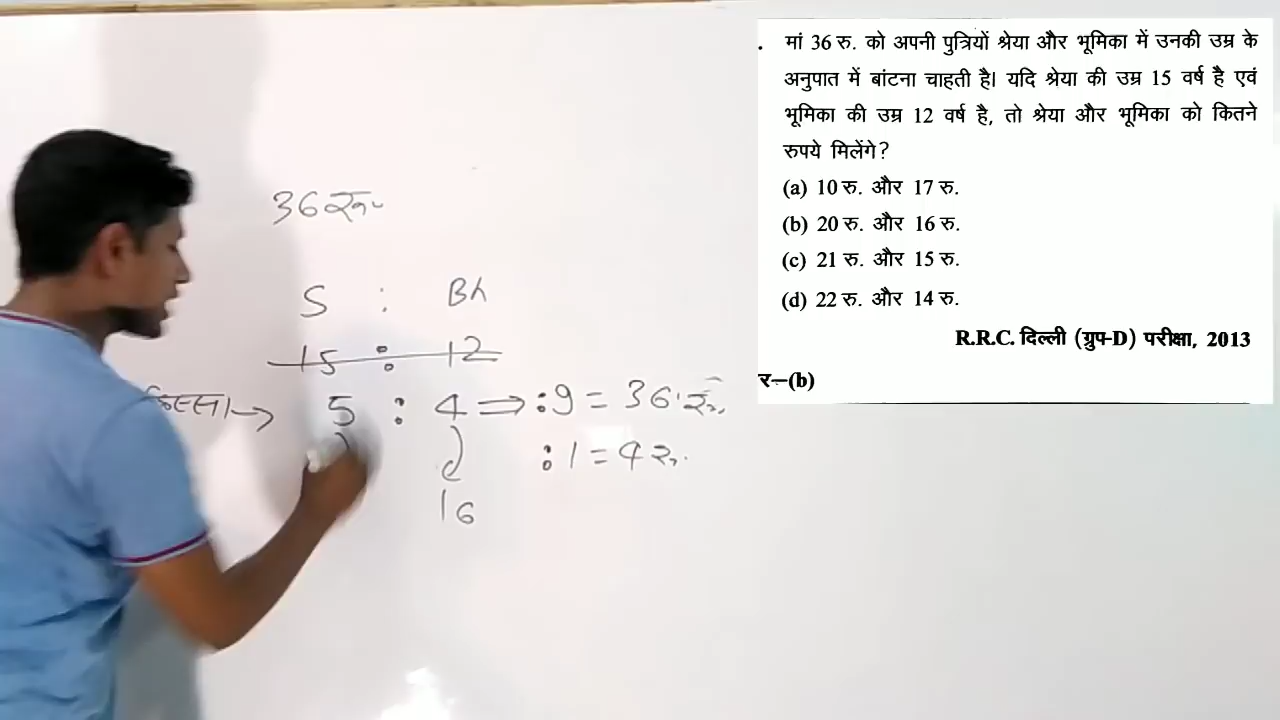 . मां 36 रु. को अपनी पुत्रियों श्रेया और भूमिका में उनकी उम्र के
अनुपात में बांटना चाहती है। यदि श्रेया की उम्र 15 वर्ष है एवं
भूमिका की उम्र 12 वर्ष है, तो श्रेया और भूमिका को कितने
रुपये मिलेंगे?
(a) 10 रु. और 17 रु.
(b) 20 रु. और 16 रु.
(c) 21 रु. और 15 रु.
(d) 22 रु. और 14 रु.
R.R.C. दिल्ली (ग्रुप-D) परीक्षा, 2013
र–(b)
36 रु.
S : Bh
15 : 12
5 : 4 ⇒ : 9 = 36 रु.
: 1 = 4 रु.
16